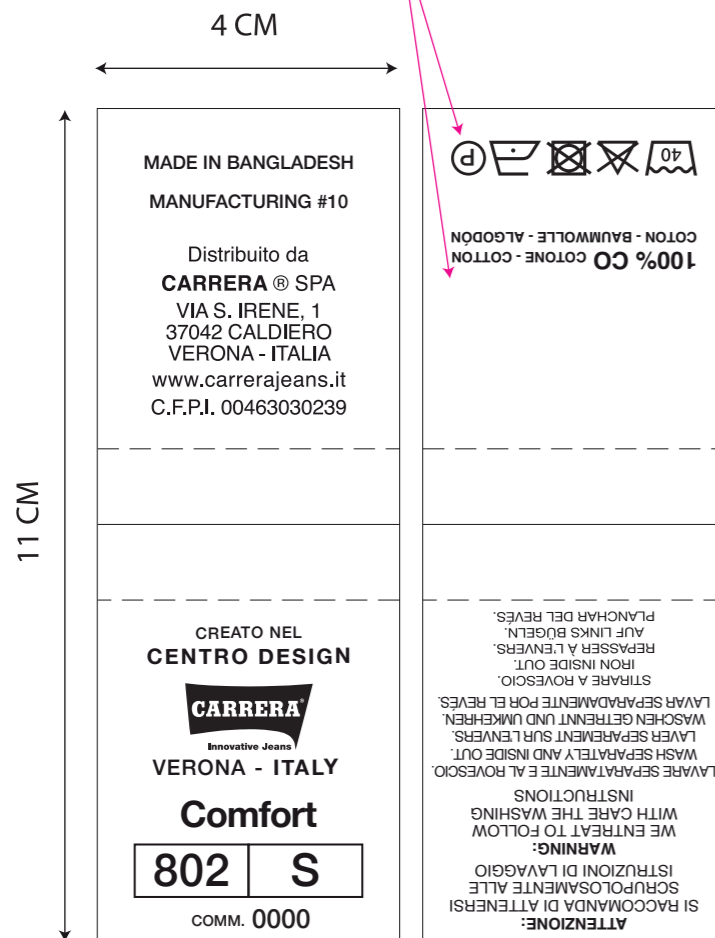 4 CM
11 CM
MADE IN BANGLADESH
MANUFACTURING #10
Distribuito da
CARRERA ® SPA
VIA S. IRENE, 1
37042 CALDIERO
VERONA - ITALIA
www.carrerajeans.it
C.F.P.I. 00463030239
CREATO NEL
CENTRO DESIGN
CARRERA®
Innovative Jeans
VERONA - ITALY
Comfort
802 S
COMM. 0000
ATTENZIONE:
SI RACCOMANDA DI ATTENERSI
SCRUPOLOSAMENTE ALLE
ISTRUZIONI DI LAVAGGIO
WARNING:
WE ENTREAT TO FOLLOW
WITH CARE THE WASHING
INSTRUCTIONS
LAVARE SEPARATAMENTE E AL ROVESCIO.
WASH SEPARATELY AND INSIDE OUT.
LAVER SEPAREMENT SUR L'ENVERS.
WASCHEN GETRENNT UND UMKEHREN.
LAVAR SEPARADAMENTE POR EL REVÉS.
STIRARE A ROVESCIO.
IRON INSIDE OUT.
REPASSER À L'ENVERS.
AUF LINKS BÜGELN.
PLANCHAR DEL REVÉS.
100% CO COTONE - COTTON
COTON - BAUMWOLLE - ALGODÓN
40 P